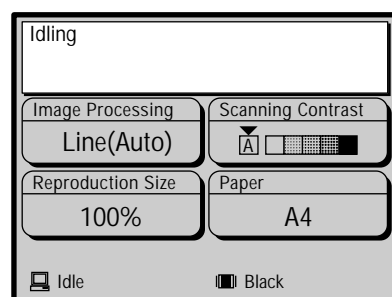 Idling
Image Processing
Line(Auto)
Scanning Contrast
A
Reproduction Size
100%
Paper
A4
Idle
Black